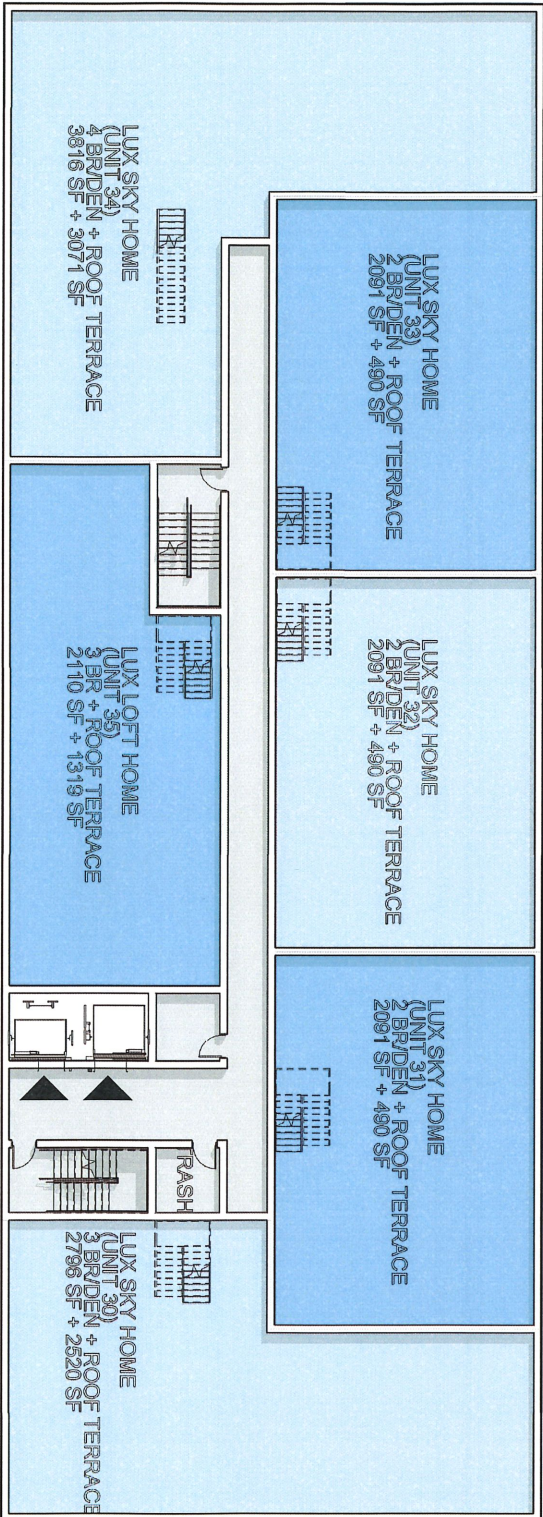 LUX SKY HOME
(UNIT 33)
2 BR/DEN + ROOF TERRACE
2091 SF + 490 SF
LUX SKY HOME
(UNIT 32)
2 BR/DEN + ROOF TERRACE
2091 SF + 490 SF
LUX SKY HOME
(UNIT 31)
2 BR/DEN + ROOF TERRACE
2091 SF + 490 SF
LUX SKY HOME
(UNIT 34)
4 BR/DEN + ROOF TERRACE
3816 SF + 3071 SF
LUX LOFT HOME
(UNIT 35)
3 BR + ROOF TERRACE
2110 SF + 1319 SF
RASH
LUX SKY HOME
(UNIT 30)
3 BR/DEN + ROOF TERRACE
2796 SF + 2520 SF